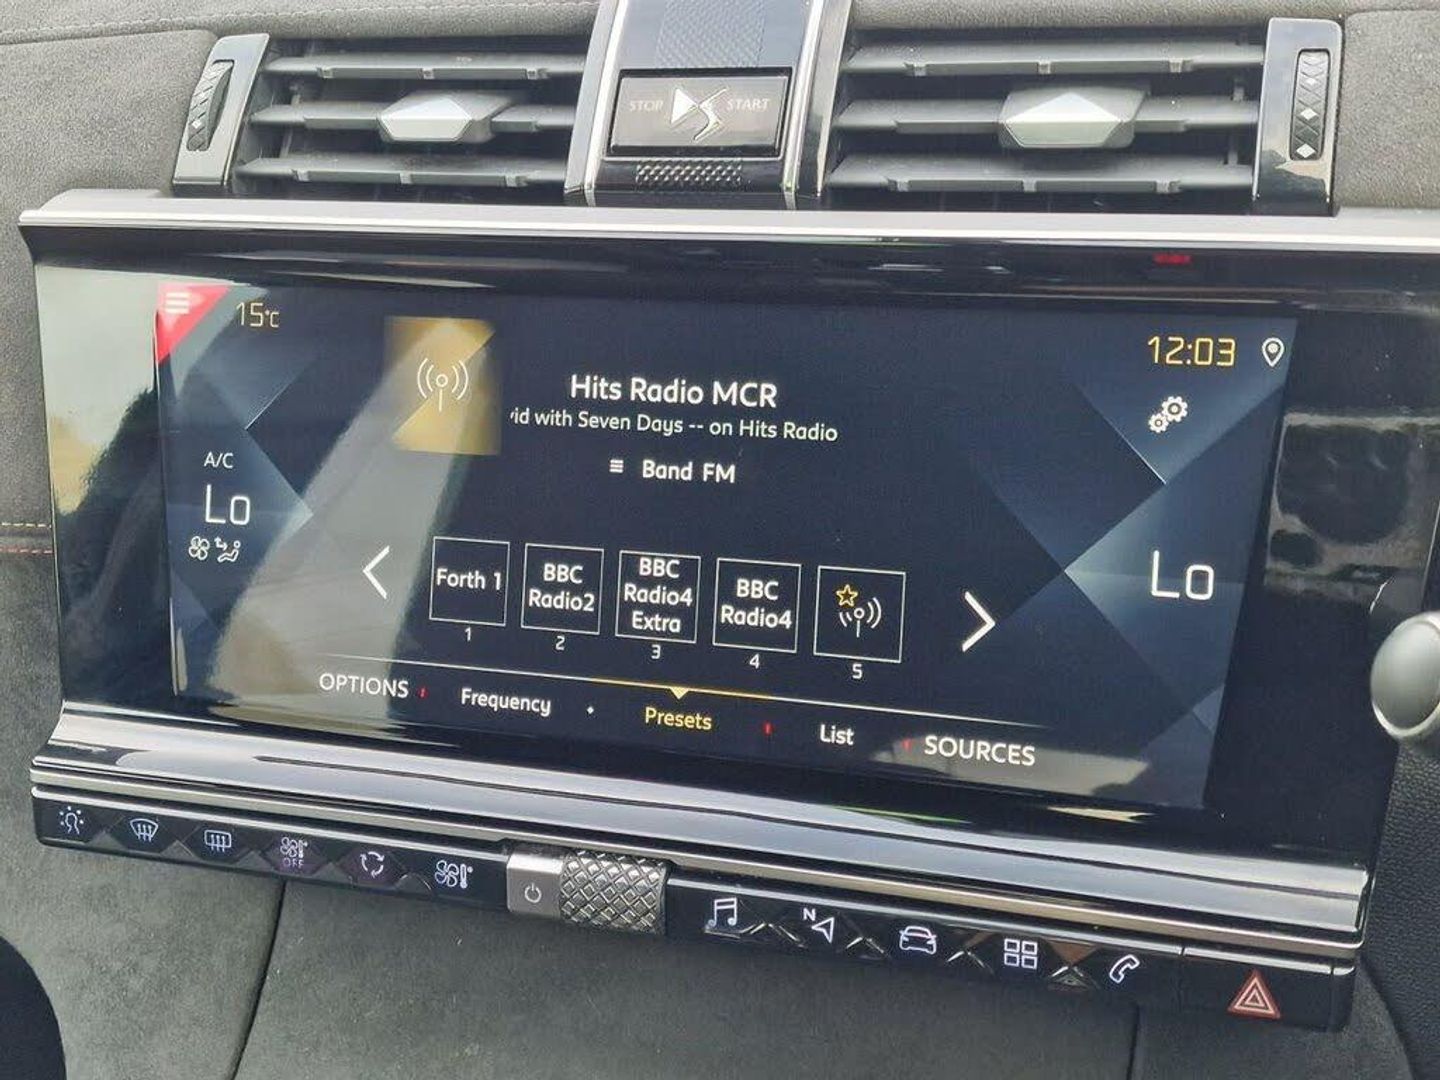 STOP START
15°C
12:03
Hits Radio MCR
id with Seven Days -- on Hits Radio
Band FM
A/C
Lo
Lo
Forth 1
BBC
Radio2
BBC
Radio4
Extra
BBC
Radio4
1
2
3
4
5
OPTIONS
Frequency
Presets
List
SOURCES
OFF
N